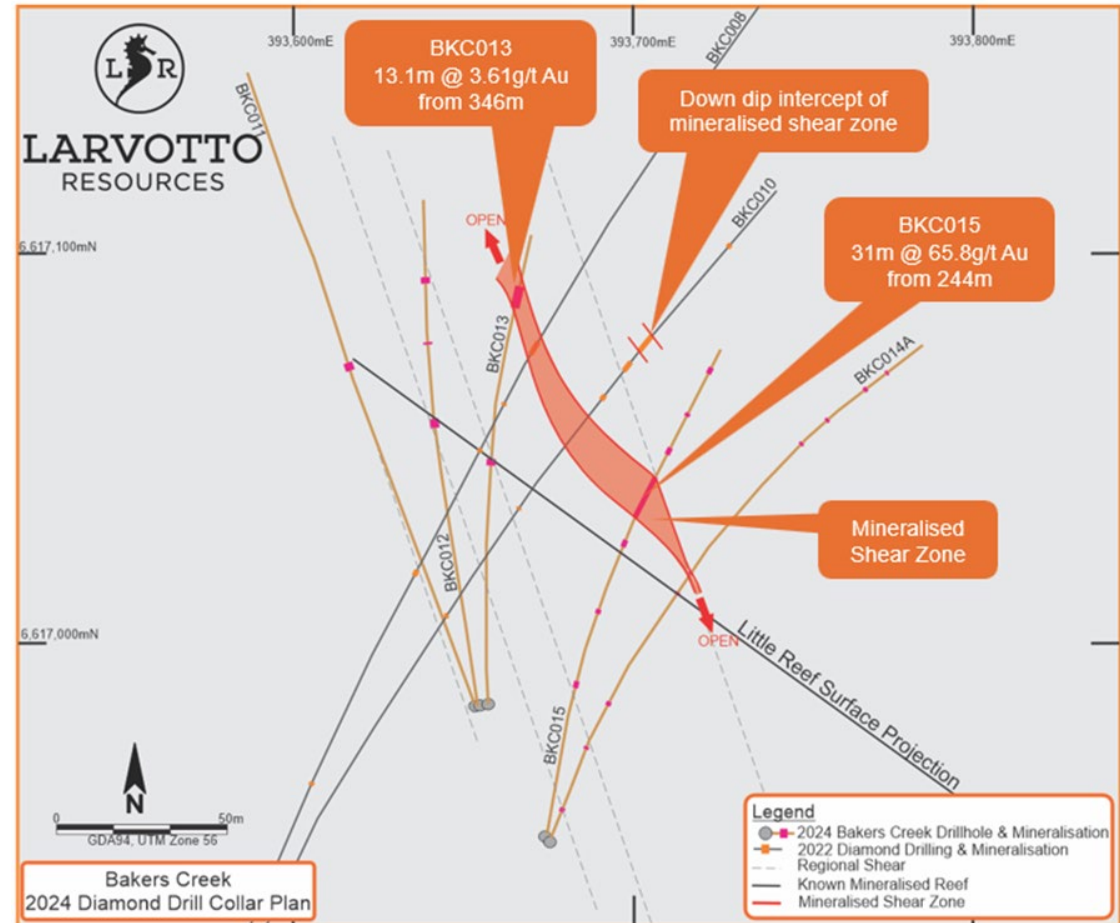 393,600mE
393,700mE
393,800mE
L R
LARVOTTO
RESOURCES
BKC013
13.1m @ 3.61g/t Au
from 346m
Down dip intercept of
mineralised shear zone
BKC008
BKC011
BKC010
OPEN
6,617,100mN
BKC015
31m @ 65.8g/t Au
from 244m
BKC013
BKC014A
Mineralised
Shear Zone
BKC012
6,617,000mN
OPEN
Little Reef Surface Projection
BKC015
N
0 50m
GDA94, UTM Zone 56
Bakers Creek
2024 Diamond Drill Collar Plan
Legend
2024 Bakers Creek Drillhole & Mineralisation
2022 Diamond Drilling & Mineralisation
Regional Shear
Known Mineralised Reef
Mineralised Shear Zone